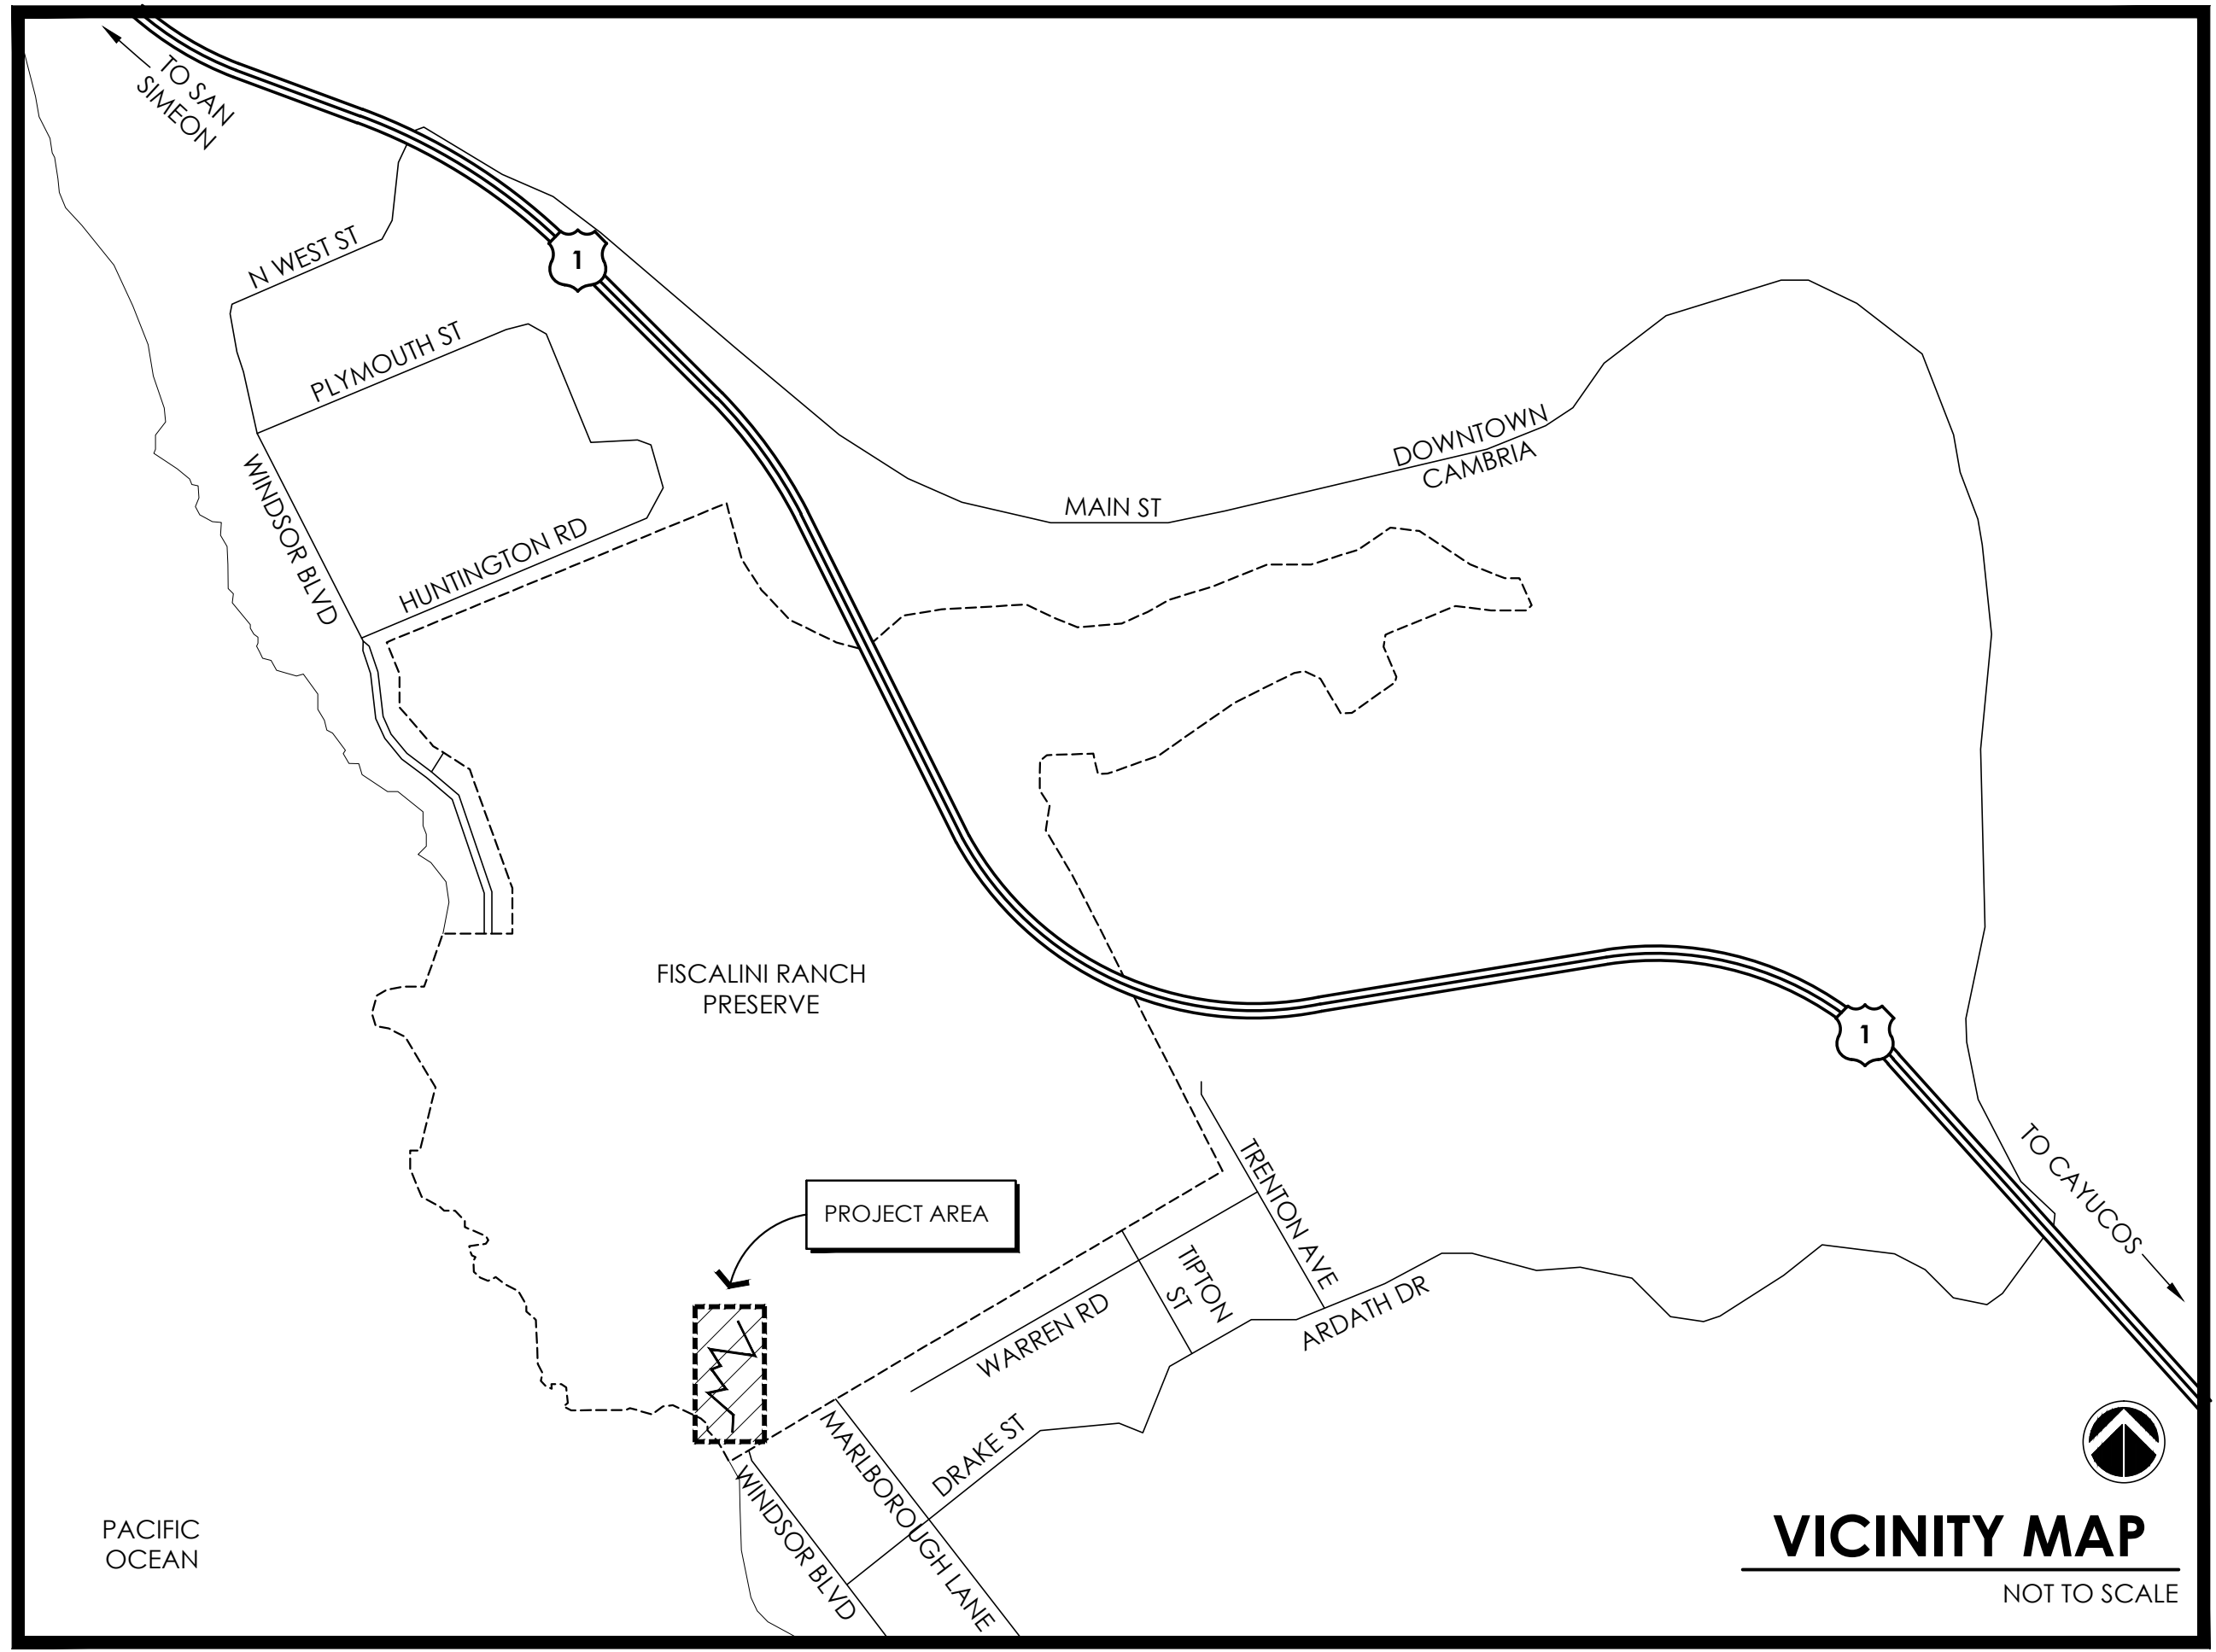 TO SAN
SIMEON
N WEST ST
1
PLYMOUTH ST
DOWNTOWN
CAMBRIA
MAIN ST
WINDSOR BLVD
HUNTINGTON RD
FISCALINI RANCH
PRESERVE
1
TO CAYUCOS
TRENTON AVE
PROJECT AREA
TIPTON
ST
WARREN RD
ARDATH DR
DRAKE ST
MARLBOROUGH LANE
WINDSOR BLVD
PACIFIC
OCEAN
VICINITY MAP
NOT TO SCALE